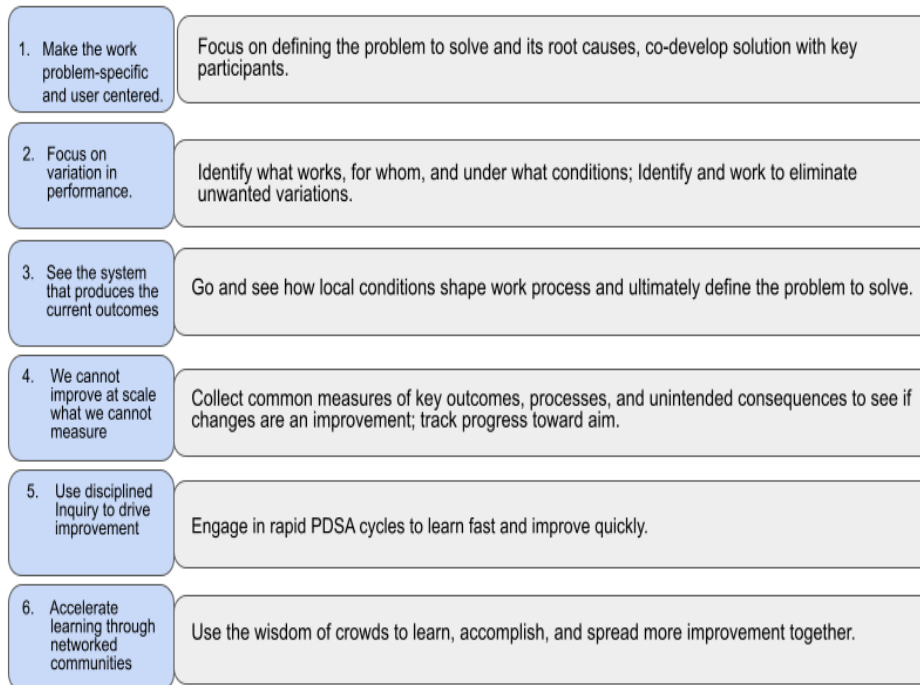 1. Make the work
problem-specific
and user centered.
Focus on defining the problem to solve and its root causes, co-develop solution with key
participants.
2. Focus on
variation in
performance.
Identify what works, for whom, and under what conditions; Identify and work to eliminate
unwanted variations.
3. See the system
that produces the
current outcomes
Go and see how local conditions shape work process and ultimately define the problem to solve.
4. We cannot
improve at scale
what we cannot
measure
Collect common measures of key outcomes, processes, and unintended consequences to see if
changes are an improvement; track progress toward aim.
5. Use disciplined
Inquiry to drive
improvement
Engage in rapid PDSA cycles to learn fast and improve quickly.
6. Accelerate
learning through
networked
communities
Use the wisdom of crowds to learn, accomplish, and spread more improvement together.